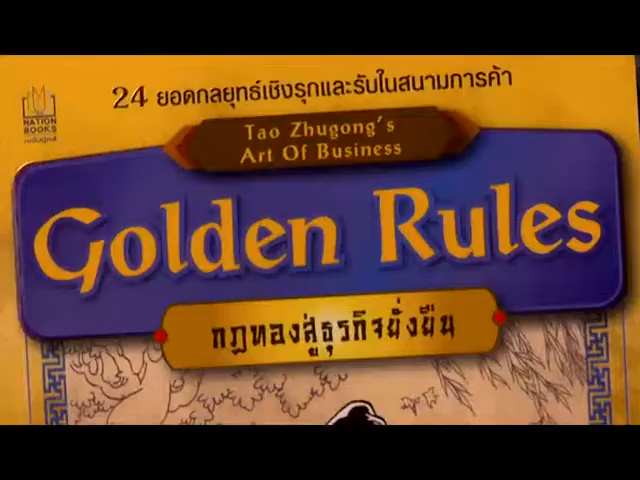 24 ยอดกลยุทธ์เชิงรุกและรับในสนามการค้า
NATION
BOOKS
Tao Zhugong's
Art Of Business
Golden Rules
กฎทองสู่ธุรกิจยั่งยืน